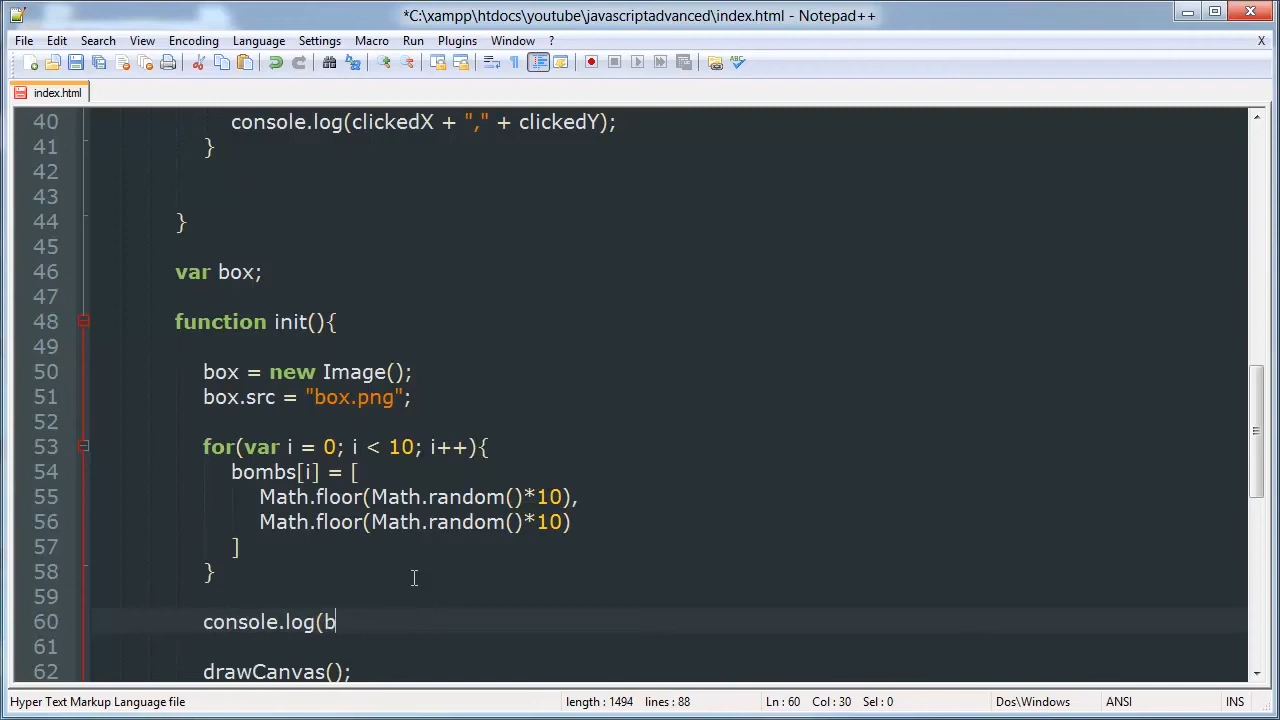 *C:\xampp\htdocs\youtube\javascriptadvanced\index.html - Notepad++
File Edit Search View Encoding Language Settings Macro Run Plugins Window ? X
index.html
40 console.log(clickedX + "," + clickedY);
41 }
42
43
44 }
45
46 var box;
47
48 function init(){
49
50 box = new Image();
51 box.src = "box.png";
52
53 for(var i = 0; i < 10; i++){
54 bombs[i] = [
55 Math.floor(Math.random()*10),
56 Math.floor(Math.random()*10)
57 ]
58 }
59
60 console.log(b
61
62 drawCanvas();
Hyper Text Markup Language file length : 1494 lines : 88 Ln : 60 Col : 30 Sel : 0 Dos\Windows ANSI INS